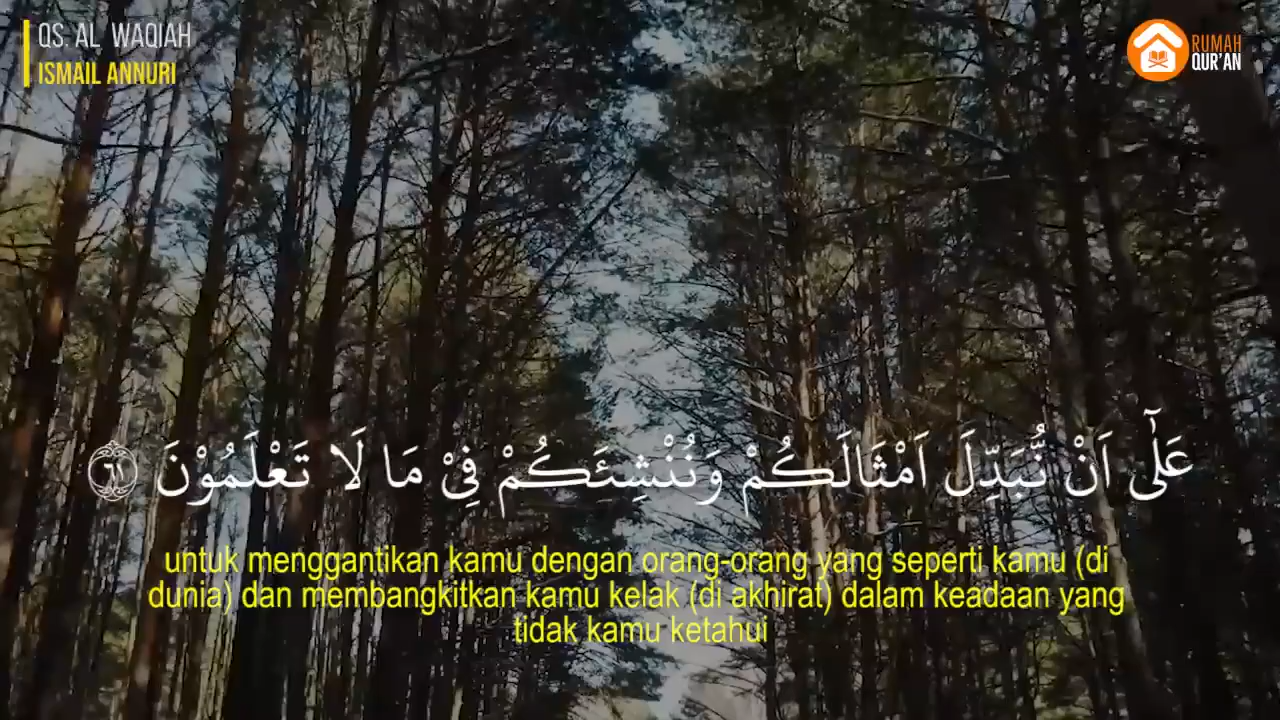 QS. AL WAQIAH
ISMAIL ANNURI
RUMAH
QUR'AN
عَلٰٓى اَنْ نُّبَدِّلَ اَمْثَالَكُمْ وَنُنْشِئَكُمْ فِيْ مَا لَا تَعْلَمُوْنَ ٦١
untuk menggantikan kamu dengan orang-orang yang seperti kamu (di
dunia) dan membangkitkan kamu kelak (di akhirat) dalam keadaan yang
tidak kamu ketahui